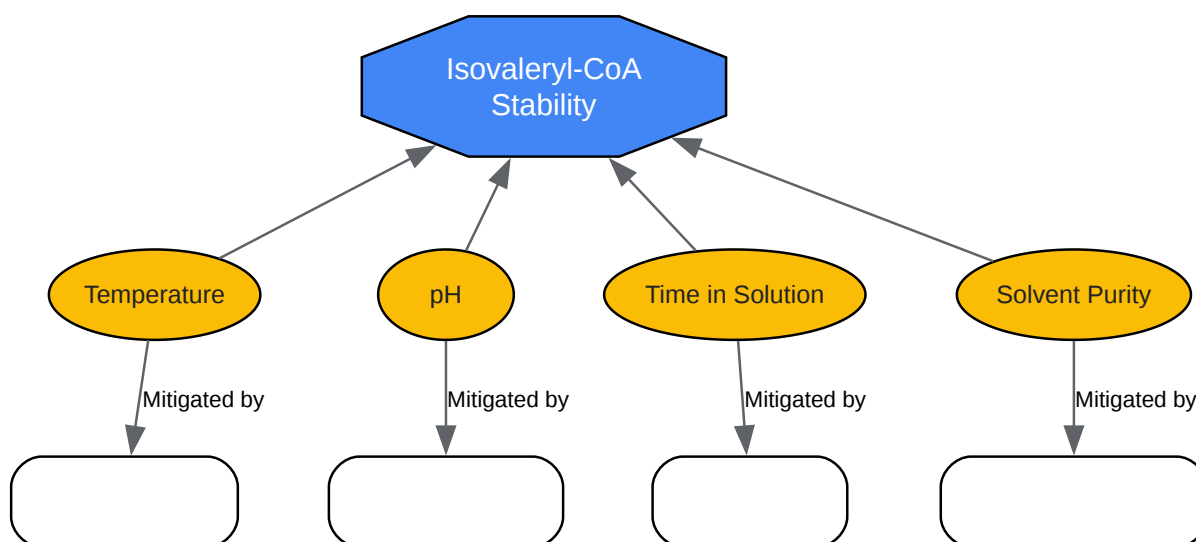 Isovaleryl-CoA
Stability
Temperature
pH
Time in Solution
Solvent Purity
Mitigated by
Mitigated by
Mitigated by
Mitigated by